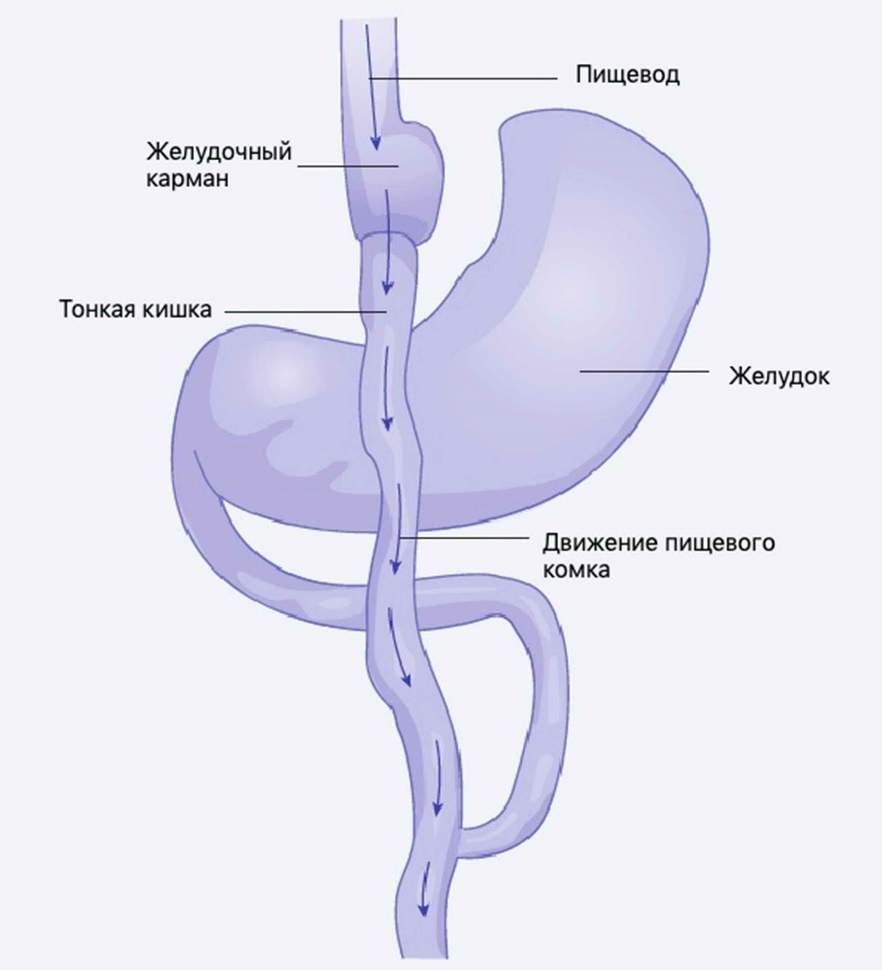 Пищевод
Желудочный
карман
Тонкая кишка
Желудок
Движение пищевого
комка